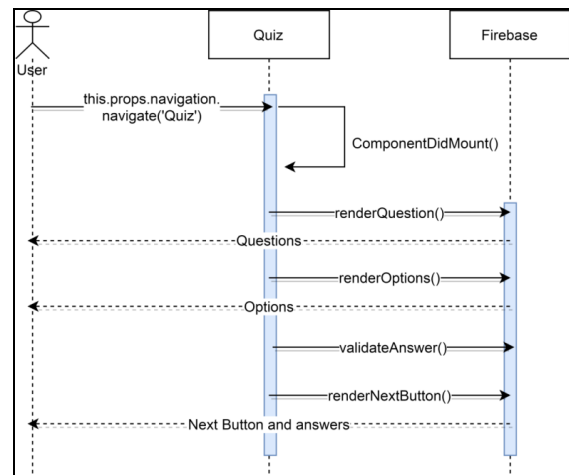 Quiz
Firebase
User
this.props.navigation.
navigate('Quiz')
ComponentDidMount()
renderQuestion()
Questions
renderOptions()
Options
validateAnswer()
renderNextButton()
Next Button and answers